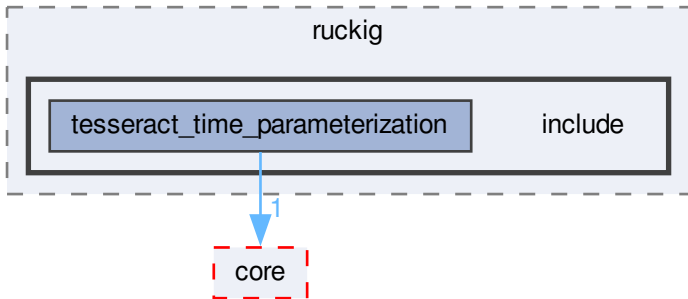 ruckig
tesseract_time_parameterization
include
1
core